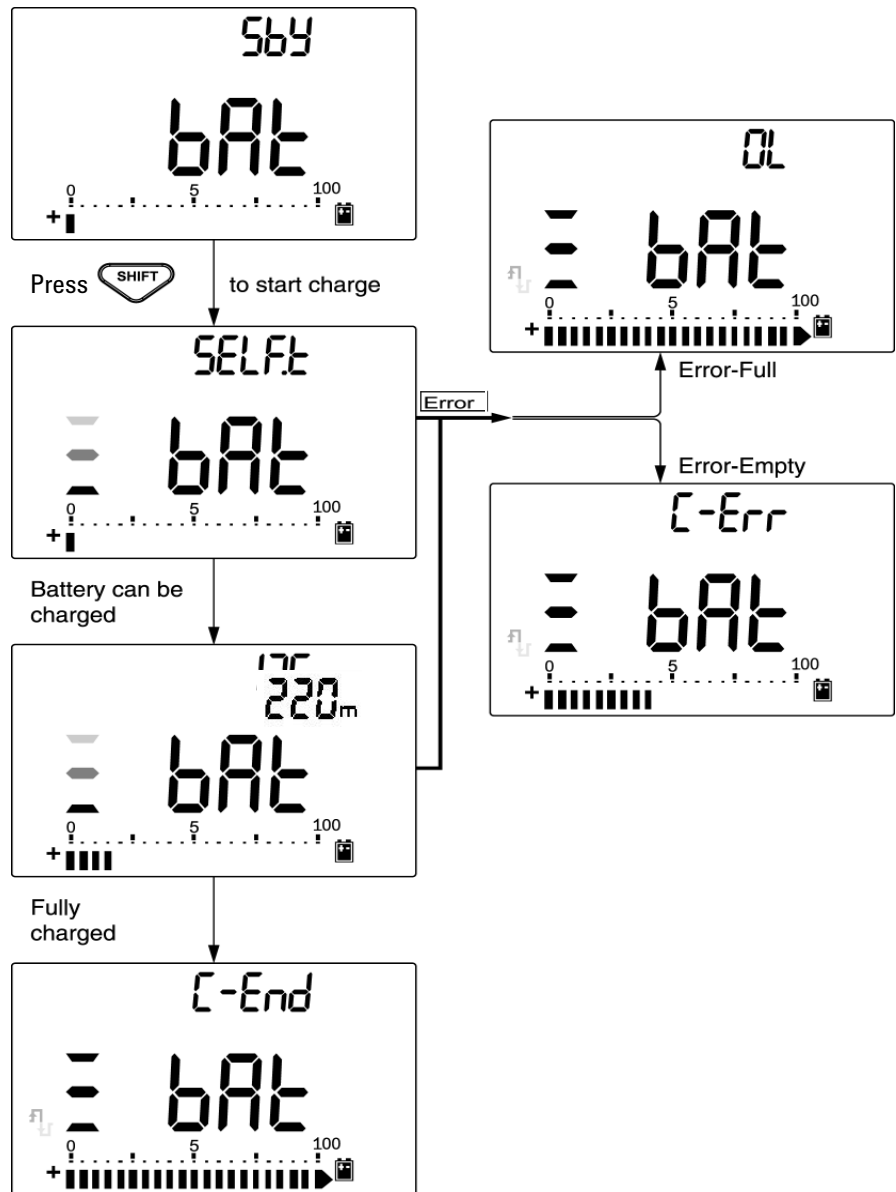 Sby
bAt
0 5 100
+
Press SHIFT to start charge
SELF.t
bAt
0 5 100
+
Battery can be
charged
220m
bAt
0 5 100
+
Fully
charged
C-End
bAt
0 5 100
+
Error
OL
bAt
0 5 100
+
Error-Full
Error-Empty
C-Err
bAt
0 5 100
+